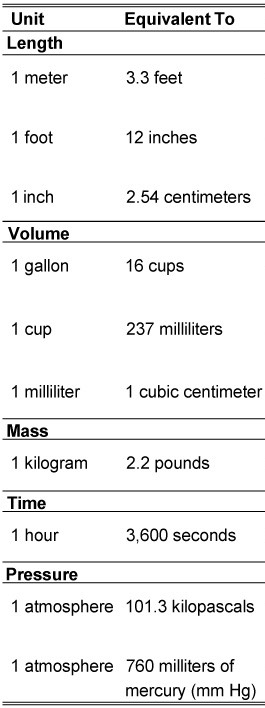 Unit Equivalent To
Length
1 meter 3.3 feet
1 foot 12 inches
1 inch 2.54 centimeters
Volume
1 gallon 16 cups
1 cup 237 milliliters
1 milliliter 1 cubic centimeter
Mass
1 kilogram 2.2 pounds
Time
1 hour 3,600 seconds
Pressure
1 atmosphere 101.3 kilopascals
1 atmosphere 760 milliters of
mercury (mm Hg)